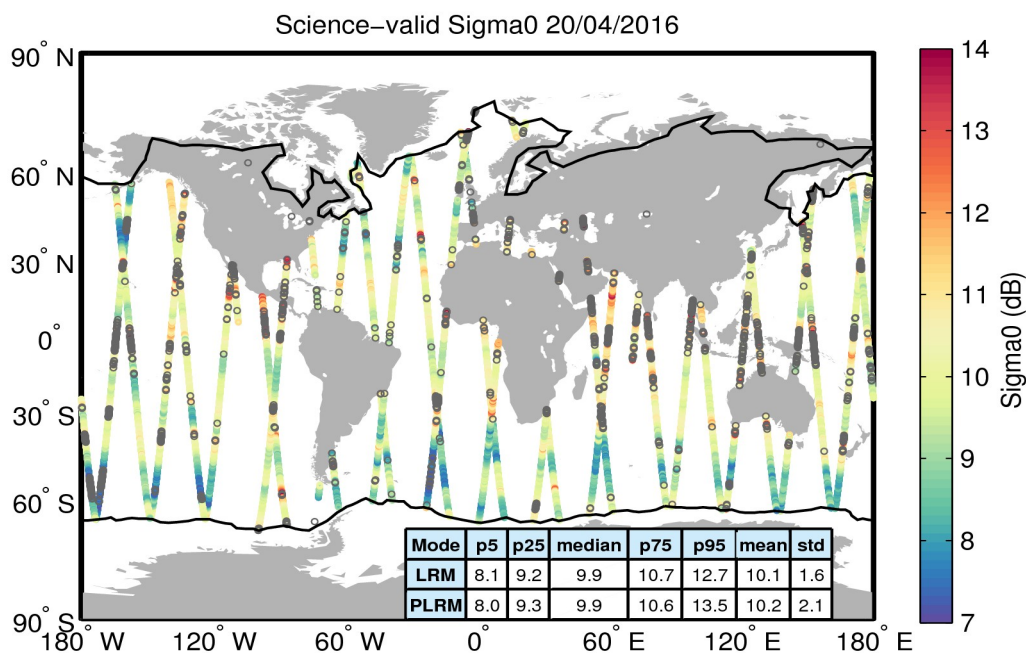 Science−valid Sigma0 20/04/2016
90° N
60° N
30° N
0°
30° S
60° S
90° S
180° W
120° W
60° W
0°
60° E
120° E
180° E
14
13
12
11
10
9
8
7
Sigma0 (dB)
Mode p5 p25 median p75 p95 mean std
LRM 8.1 9.2 9.9 10.7 12.7 10.1 1.6
PLRM 8.0 9.3 9.9 10.6 13.5 10.2 2.1